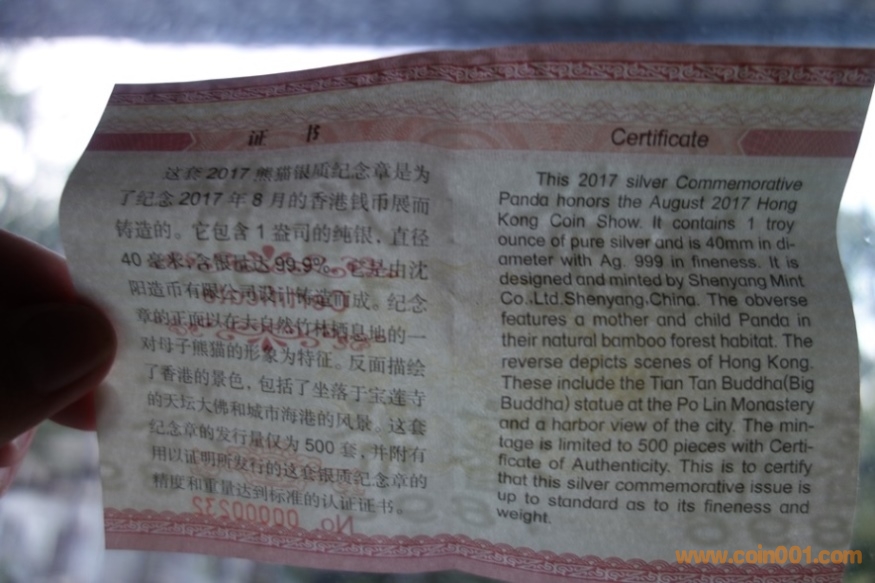 证 书
这套 2017 熊猫银质纪念章是为
了纪念 2017 年 8 月的香港钱币展而
铸造的。它包含 1 盎司的纯银，直径
40 毫米，含银量达 99.9%。它是由沈
阳造币有限公司设计铸造而成。纪念
章的正面以在大自然竹林栖息地的一
对母子熊猫的形象为特征。反面描绘
了香港的景色，包括了坐落于宝莲寺
的天坛大佛和城市海港的风景。这套
纪念章的发行量仅为 500 套，并附有
用以证明所发行的这套银质纪念章的
精度和重量达到标准的认证证书。
No 00000232
Certificate
This 2017 silver Commemorative
Panda honors the August 2017 Hong
Kong Coin Show. It contains 1 troy
ounce of pure silver and is 40mm in di-
ameter with Ag. 999 in fineness. It is
designed and minted by Shenyang Mint
Co.,Ltd.Shenyang.China. The obverse
features a mother and child Panda in
their natural bamboo forest habitat. The
reverse depicts scenes of Hong Kong.
These include the Tian Tan Buddha(Big
Buddha) statue at the Po Lin Monastery
and a harbor view of the city. The min-
tage is limited to 500 pieces with Certi-
ficate of Authenticity. This is to certify
that this silver commemorative issue is
up to standard as to its fineness and
weight.
www.coin001.com